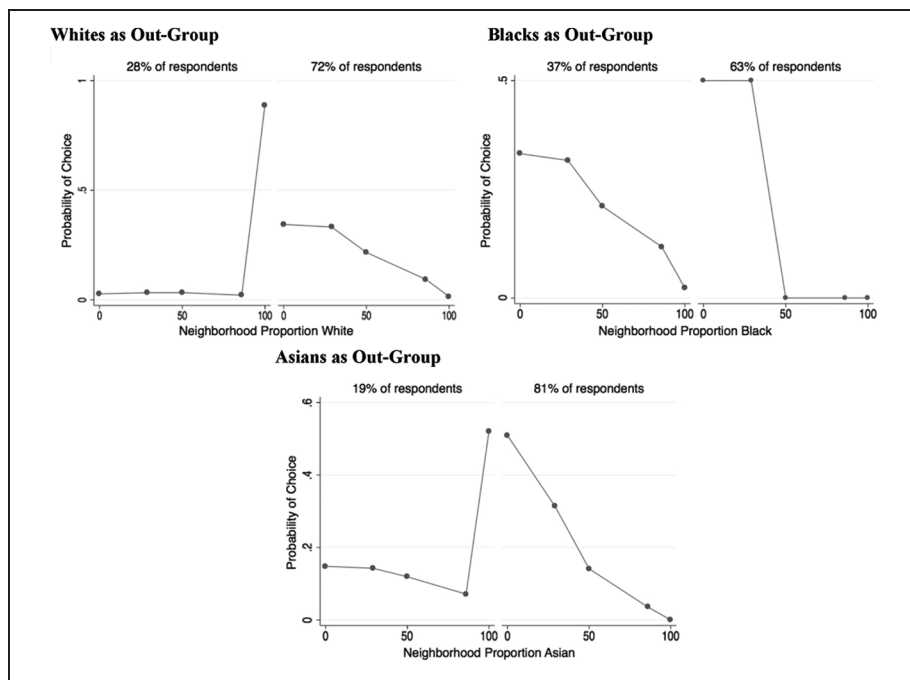 Whites as Out-Group
28% of respondents
72% of respondents
Probability of Choice
1
.5
0
0
50
100
0
50
100
Neighborhood Proportion White
Blacks as Out-Group
37% of respondents
63% of respondents
Probability of Choice
.5
0
0
50
100
0
50
100
Neighborhood Proportion Black
Asians as Out-Group
19% of respondents
81% of respondents
Probability of Choice
.6
.4
.2
0
0
50
100
0
50
100
Neighborhood Proportion Asian